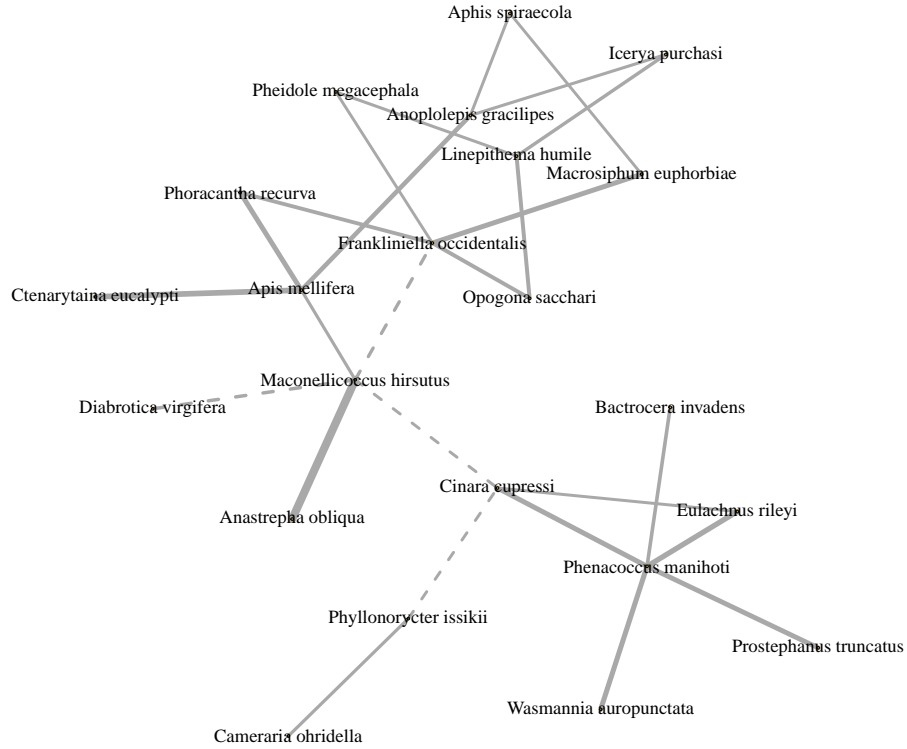 Aphis spiraecola
Icerya purchasi
Pheidole megacephala
Anoplolepis gracilipes
Linepithema humile
Macrosiphum euphorbiae
Phoracantha recurva
Frankliniella occidentalis
Ctenarytaina eucalypti
Apis mellifera
Opogona sacchari
Maconellicoccus hirsutus
Diabrotica virgifera
Bactrocera invadens
Cinara cupressi
Eulachnus rileyi
Anastrepha obliqua
Phenacoccus manihoti
Phyllonorycter issikii
Prostephanus truncatus
Wasmannia auropunctata
Cameraria ohridella